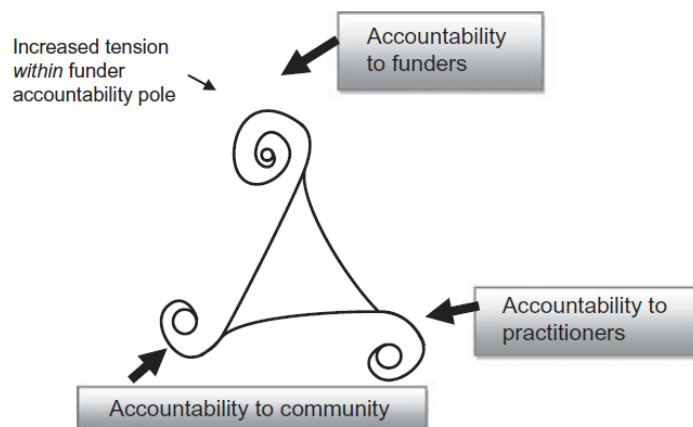 Increased tension
within funder
accountability pole
Accountability
to funders
Accountability to
practitioners
Accountability to community